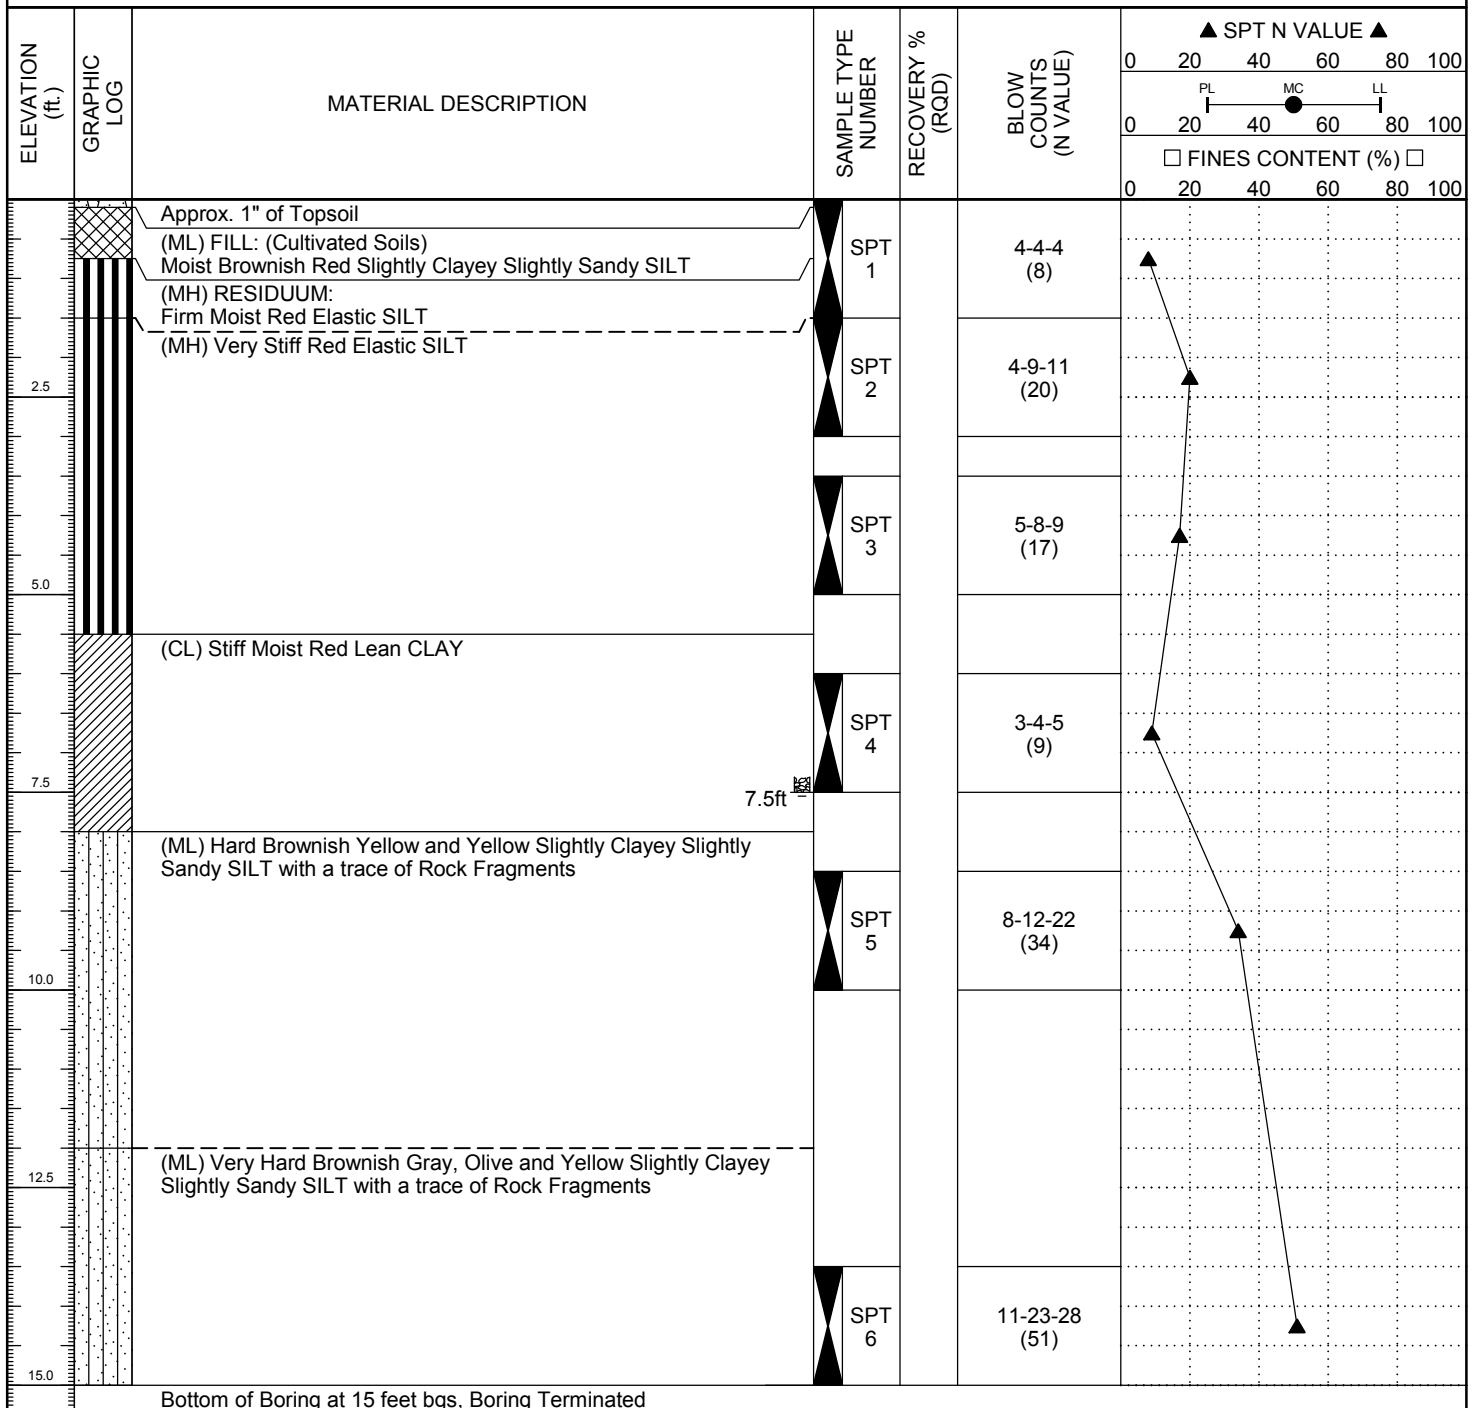 ELEVATION
(ft.)
GRAPHIC
LOG
MATERIAL DESCRIPTION
SAMPLE TYPE
NUMBER
RECOVERY %
(RQD)
BLOW
COUNTS
(N VALUE)
▲ SPT N VALUE ▲
0 20 40 60 80 100
PL MC LL
0 20 40 60 80 100
□ FINES CONTENT (%) □
0 20 40 60 80 100
Approx. 1" of Topsoil
(ML) FILL: (Cultivated Soils)
Moist Brownish Red Slightly Clayey Slightly Sandy SILT
(MH) RESIDUUM:
Firm Moist Red Elastic SILT
(MH) Very Stiff Red Elastic SILT
SPT
1
4-4-4
(8)
2.5
SPT
2
4-9-11
(20)
SPT
3
5-8-9
(17)
5.0
(CL) Stiff Moist Red Lean CLAY
SPT
4
3-4-5
(9)
7.5
7.5ft
(ML) Hard Brownish Yellow and Yellow Slightly Clayey Slightly
Sandy SILT with a trace of Rock Fragments
SPT
5
8-12-22
(34)
10.0
(ML) Very Hard Brownish Gray, Olive and Yellow Slightly Clayey
Slightly Sandy SILT with a trace of Rock Fragments
12.5
SPT
6
11-23-28
(51)
15.0
Bottom of Boring at 15 feet bgs, Boring Terminated